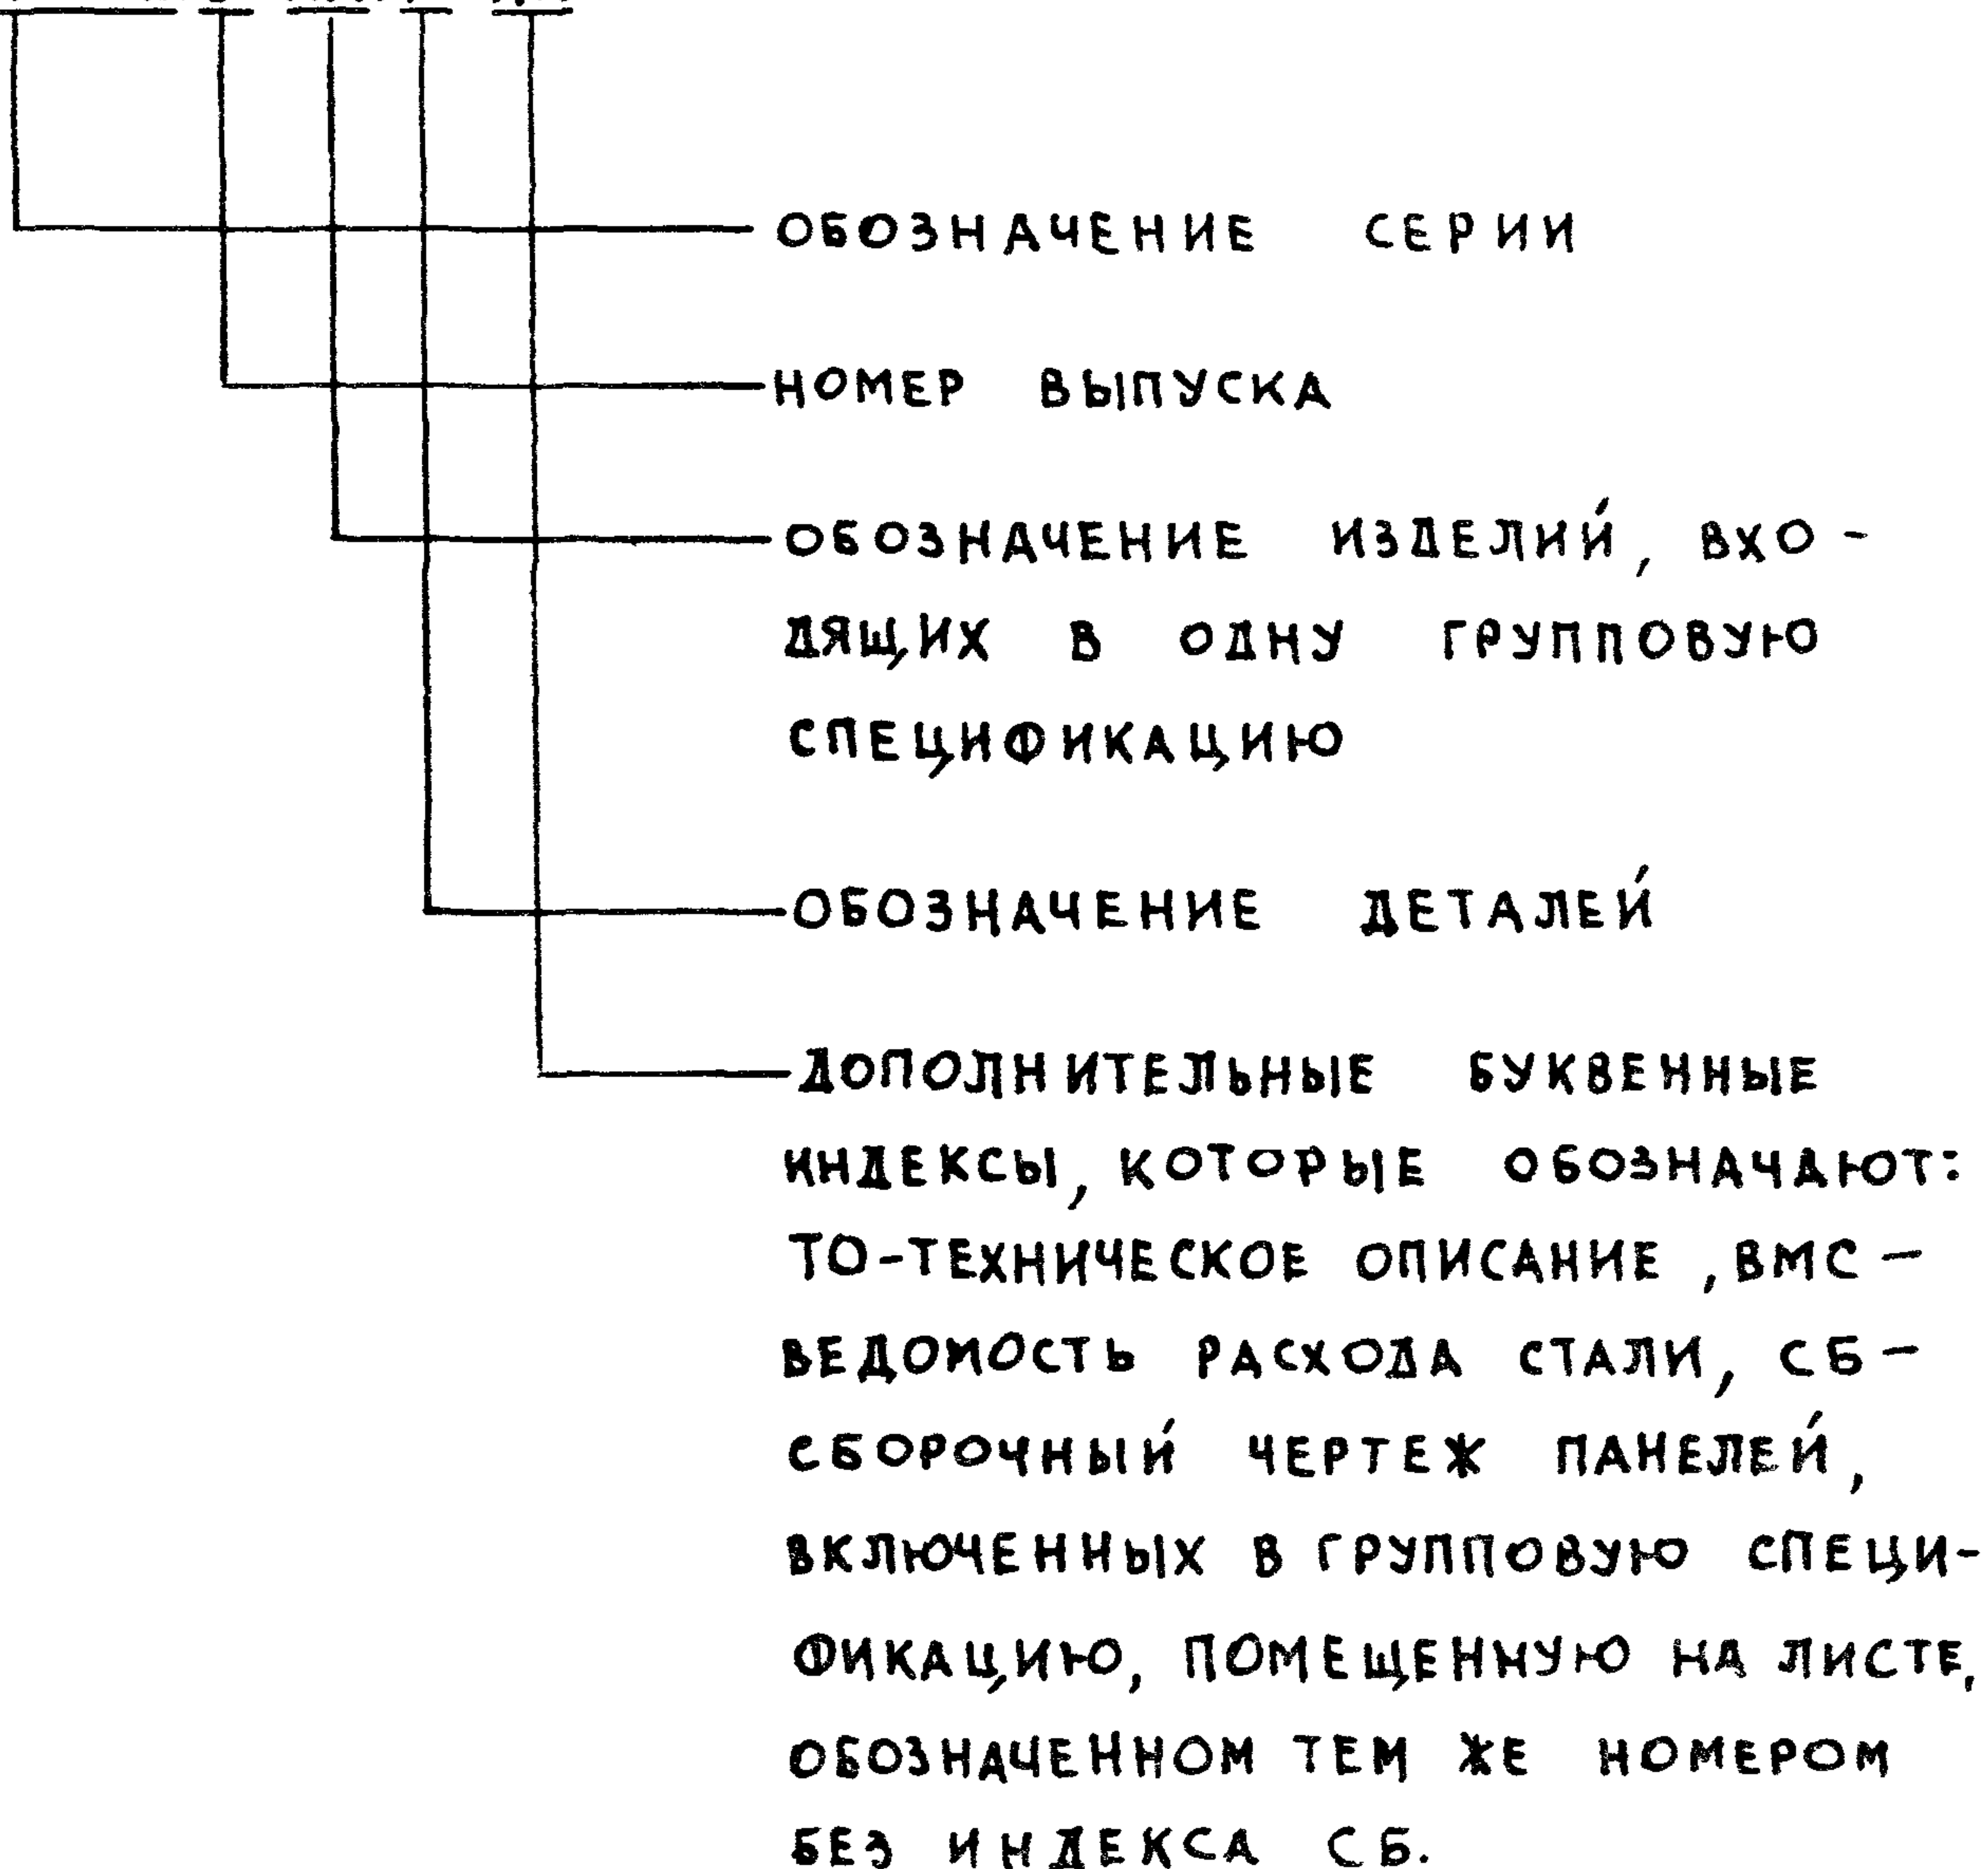 ОБОЗНАЧЕНИЕ СЕРИИ
НОМЕР ВЫПУСКА
ОБОЗНАЧЕНИЕ ИЗДЕЛИЙ, ВХО-
ДЯЩИХ В ОДНУ ГРУППОВУЮ
СПЕЦИФИКАЦИЮ
ОБОЗНАЧЕНИЕ ДЕТАЛЕЙ
ДОПОЛНИТЕЛЬНЫЕ БУКВЕННЫЕ
ИНДЕКСЫ, КОТОРЫЕ ОБОЗНАЧАЮТ:
ТО-ТЕХНИЧЕСКОЕ ОПИСАНИЕ, ВМС-
ВЕДОМОСТЬ РАСХОДА СТАЛИ, СБ-
СБОРОЧНЫЙ ЧЕРТЕЖ ПАНЕЛЕЙ,
ВКЛЮЧЕННЫХ В ГРУППОВУЮ СПЕЦИ-
ФИКАЦИЮ, ПОМЕЩЕННУЮ НА ЛИСТЕ,
ОБОЗНАЧЕННОМ ТЕМ ЖЕ НОМЕРОМ
БЕЗ ИНДЕКСА СБ.